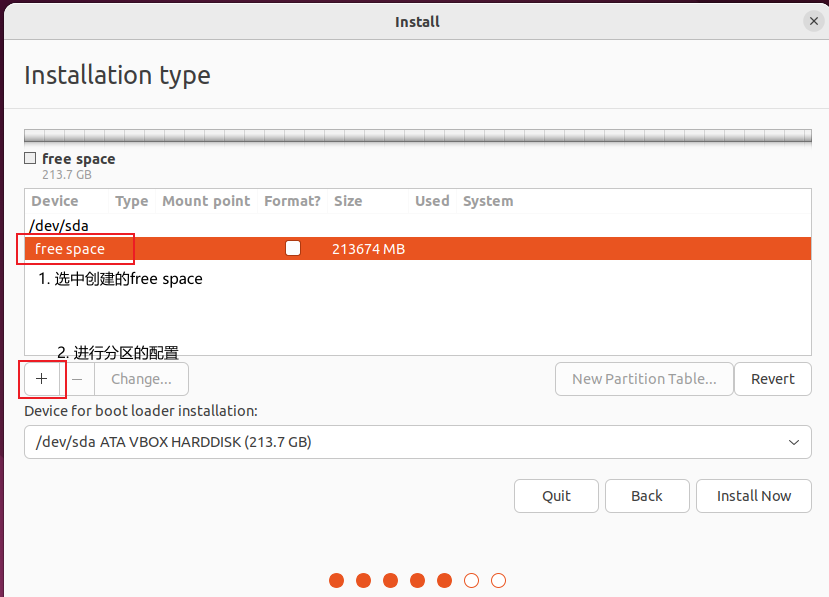 Install
Installation type
free space
213.7 GB
Device Type Mount point Format? Size Used System
/dev/sda
free space 213674 MB
1. 选中创建的free space
2. 进行分区的配置
+ − Change... New Partition Table... Revert
Device for boot loader installation:
/dev/sda ATA VBOX HARDDISK (213.7 GB)
Quit Back Install Now